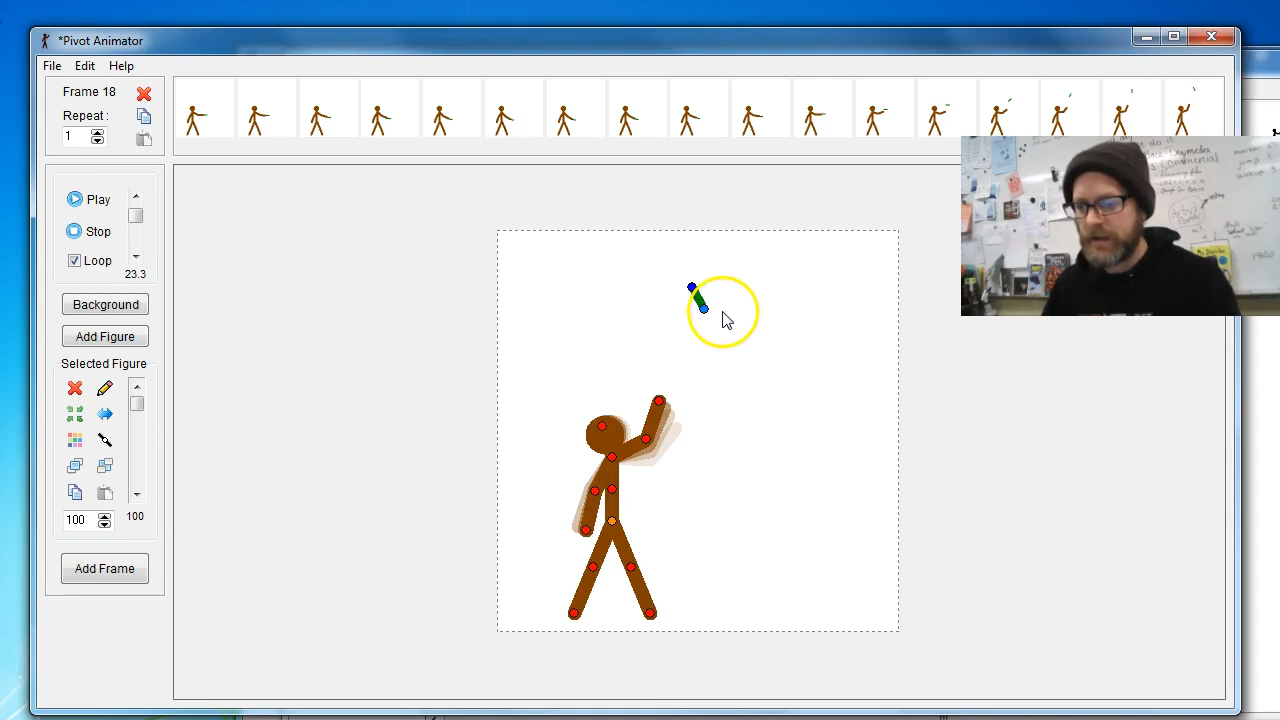 *Pivot Animator
File Edit Help
Frame 18
Repeat :
1
Play
Stop
Loop
23.3
Background
Add Figure
Selected Figure
100
100
Add Frame